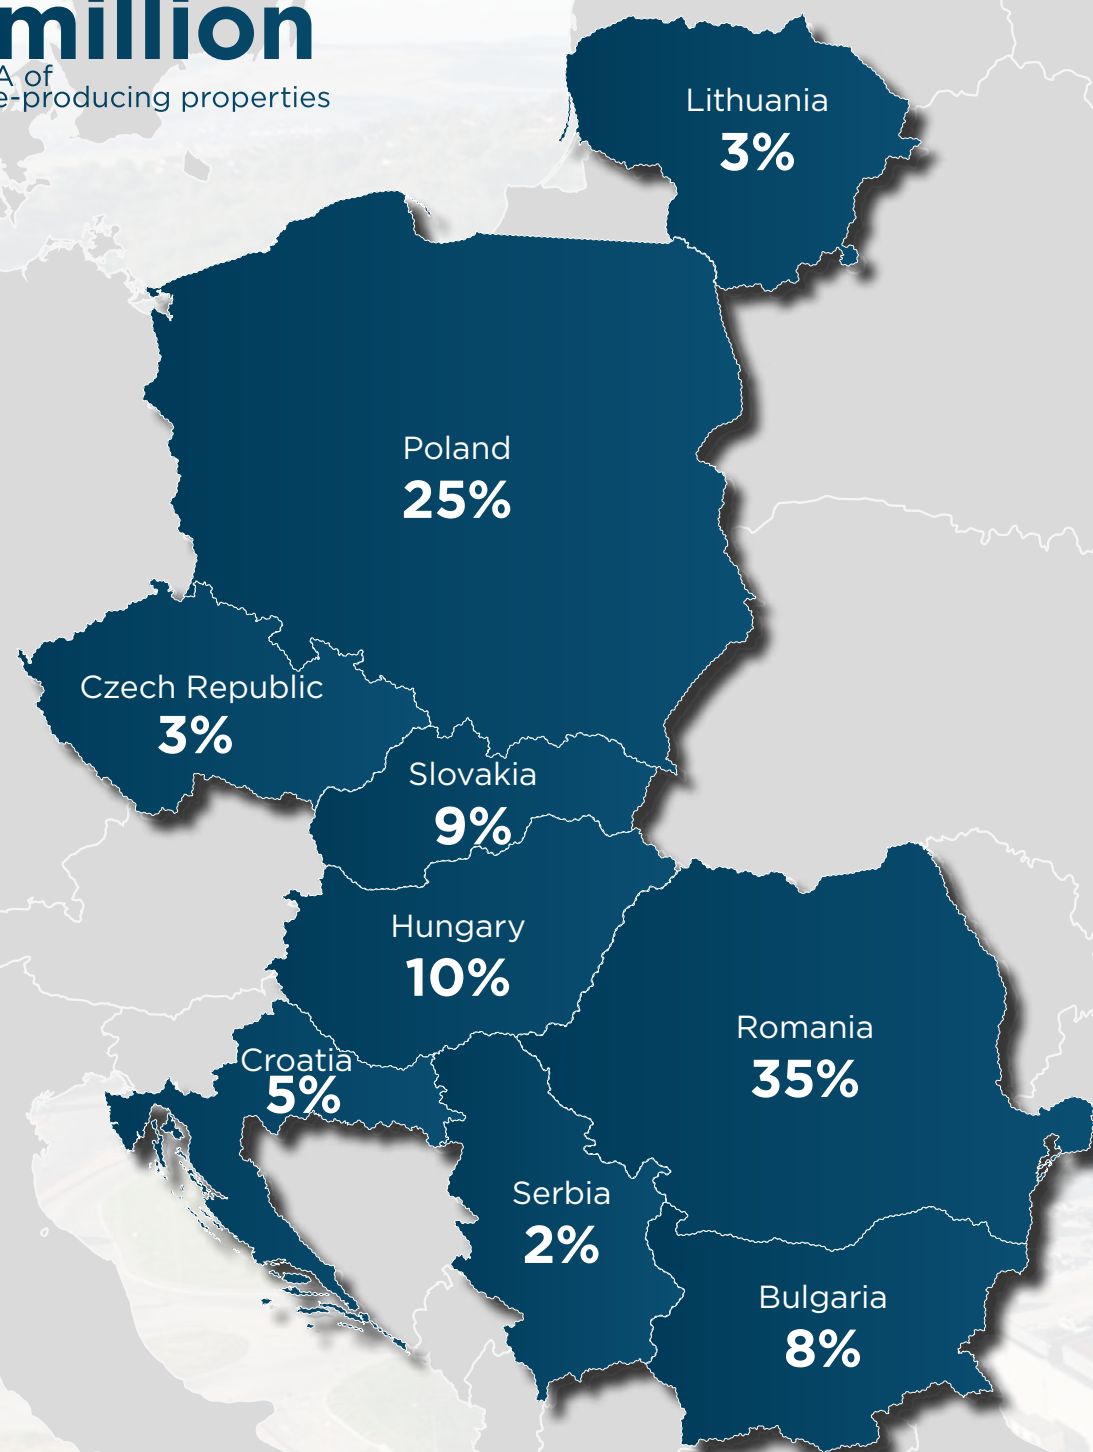 million
A of
e-producing properties
Lithuania
3%
Poland
25%
Czech Republic
3%
Slovakia
9%
Hungary
10%
Romania
35%
Croatia
5%
Serbia
2%
Bulgaria
8%